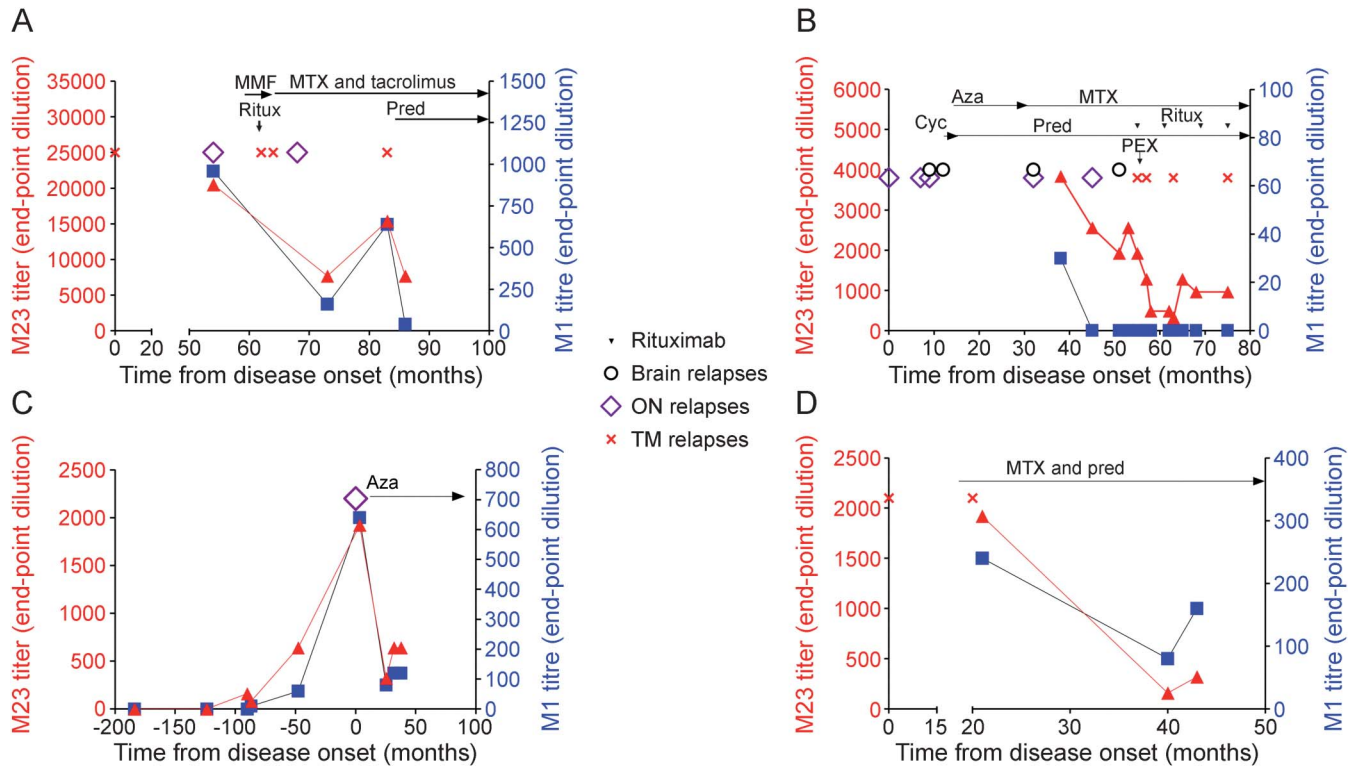 A
M23 titer (end-point dilution)
35000
30000
25000
20000
15000
10000
5000
0
MMF
MTX and tacrolimus
Ritux
Pred
1500
1250
1000
750
500
250
0
M1 titre (end-point dilution)
0 20 50 60 70 80 90 100
Time from disease onset (months)
B
M23 titer (end-point dilution)
6000
5000
4000
3000
2000
1000
0
Aza
MTX
Cyc
Pred
Ritux
PEX
100
80
60
40
20
0
M1 titre (end-point dilution)
0 10 20 30 40 50 60 70 80
Time from disease onset (months)
Rituximab
Brain relapses
ON relapses
TM relapses
C
M23 titer (end-point dilution)
2500
2000
1500
1000
500
0
Aza
800
700
600
500
400
300
200
100
0
M1 titre (end-point dilution)
-200 -150 -100 -50 0 50 100
Time from disease onset (months)
D
M23 titer (end-point dilution)
2500
2000
1500
1000
500
0
MTX and pred
400
300
200
100
0
M1 titre (end-point dilution)
0 15 20 30 40 50
Time from disease onset (months)